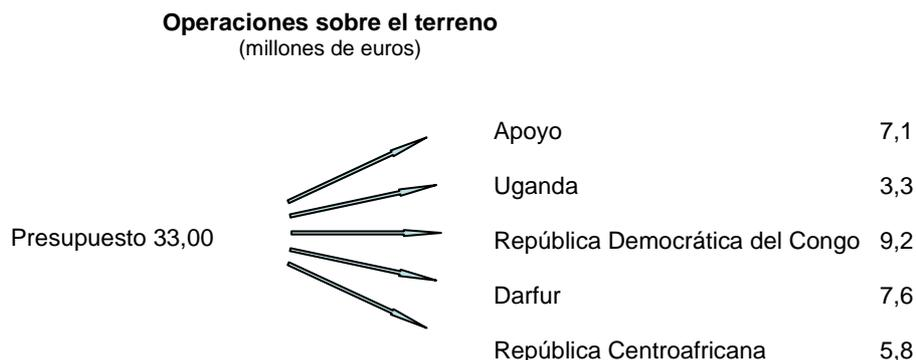 Operaciones sobre el terreno
(millones de euros)
Apoyo 7,1
Uganda 3,3
Presupuesto 33,00
República Democrática del Congo 9,2
Darfur 7,6
República Centroafricana 5,8